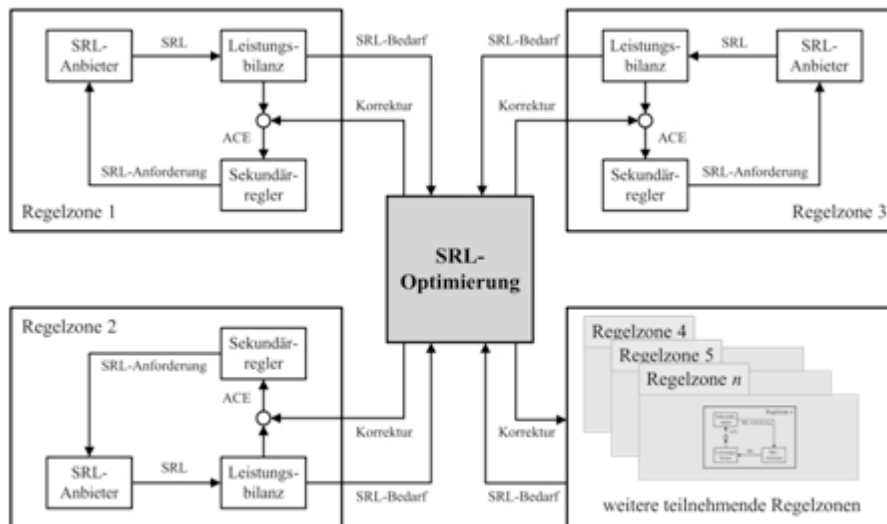 SRL-
Anbieter
SRL
Leistungs-
bilanz
SRL-Bedarf
Korrektur
ACE
SRL-Anforderung
Sekundär-
regler
Regelzone 1
SRL-Bedarf
Leistungs-
bilanz
SRL
SRL-
Anbieter
Korrektur
ACE
Sekundär-
regler
SRL-Anforderung
Regelzone 3
SRL-
Optimierung
Regelzone 2
Sekundär-
regler
SRL-Anforderung
ACE
Korrektur
SRL-
Anbieter
SRL
Leistungs-
bilanz
SRL-Bedarf
Regelzone 4
Regelzone 5
Regelzone n
Korrektur
SRL-Bedarf
weitere teilnehmende Regelzonen